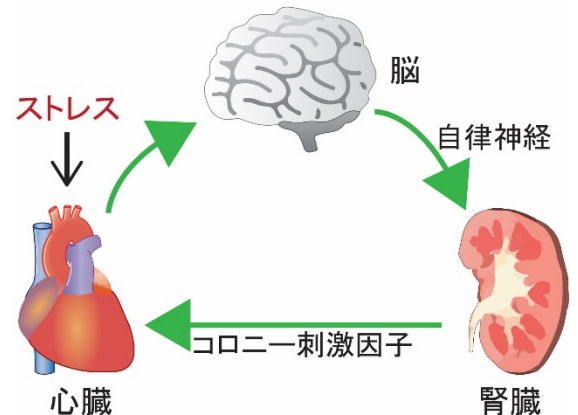 脳
ストレス
自律神経
コロニー刺激因子
心臓
腎臓